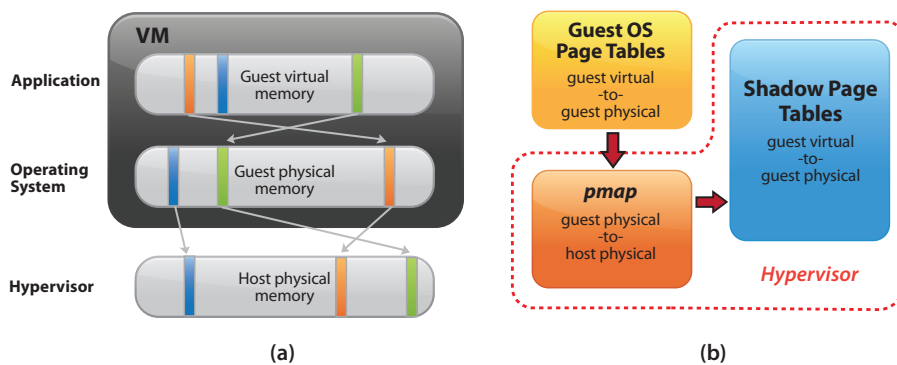 VM
Application
Guest virtual
memory
Operating
System
Guest physical
memory
Hypervisor
Host physical
memory
(a)
Guest OS
Page Tables
guest virtual
-to-
guest physical
pmap
guest physical
-to-
host physical
Shadow Page
Tables
guest virtual
-to-
guest physical
Hypervisor
(b)